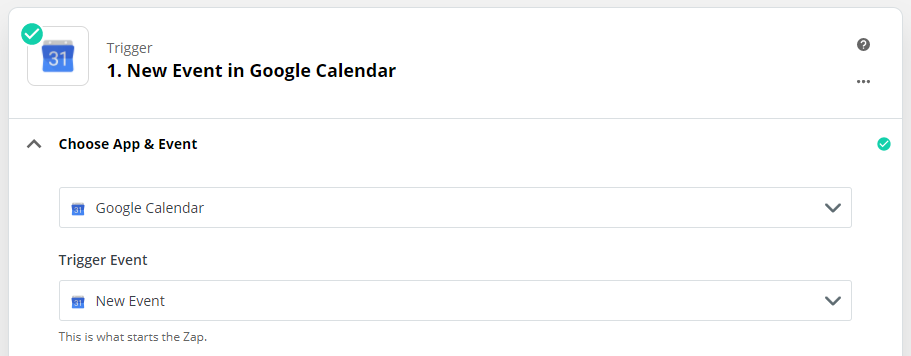 31
Trigger
1. New Event in Google Calendar
?
Choose App & Event
31 Google Calendar
Trigger Event
31 New Event
This is what starts the Zap.